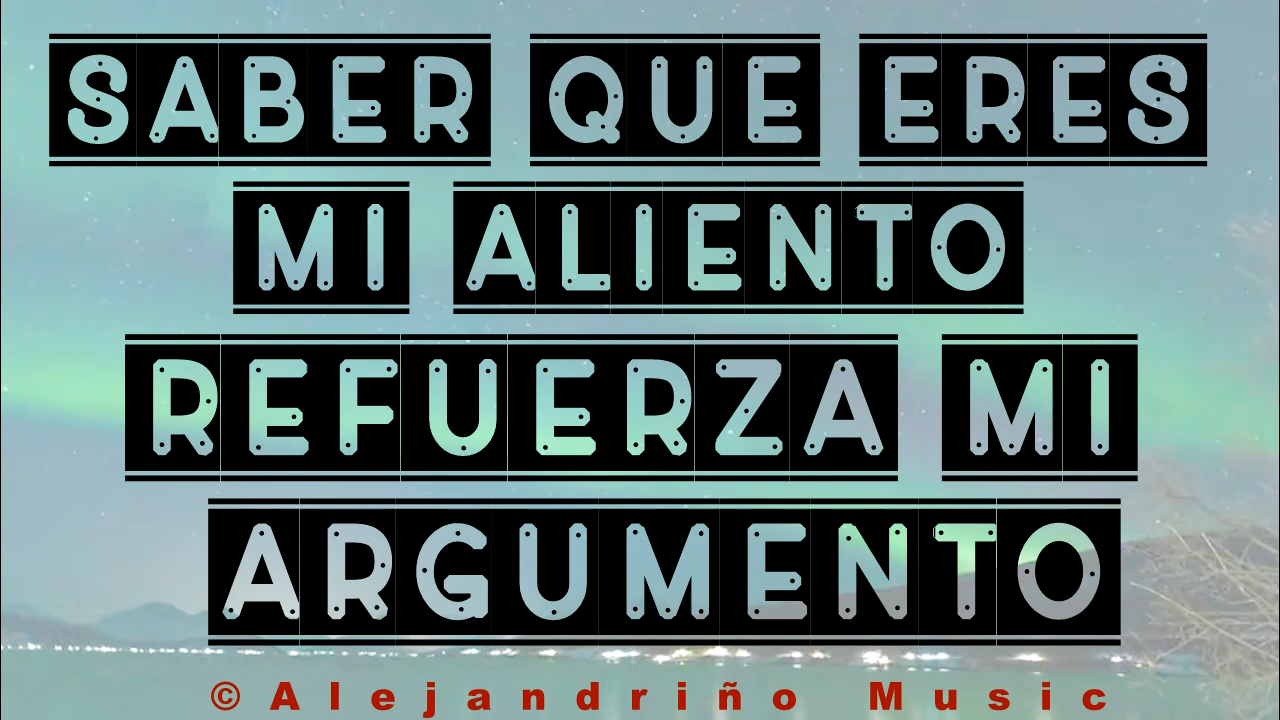 SABER QUE ERES
MI ALIENTO
REFUERZA MI
ARGUMENTO
© Alejandriño Music